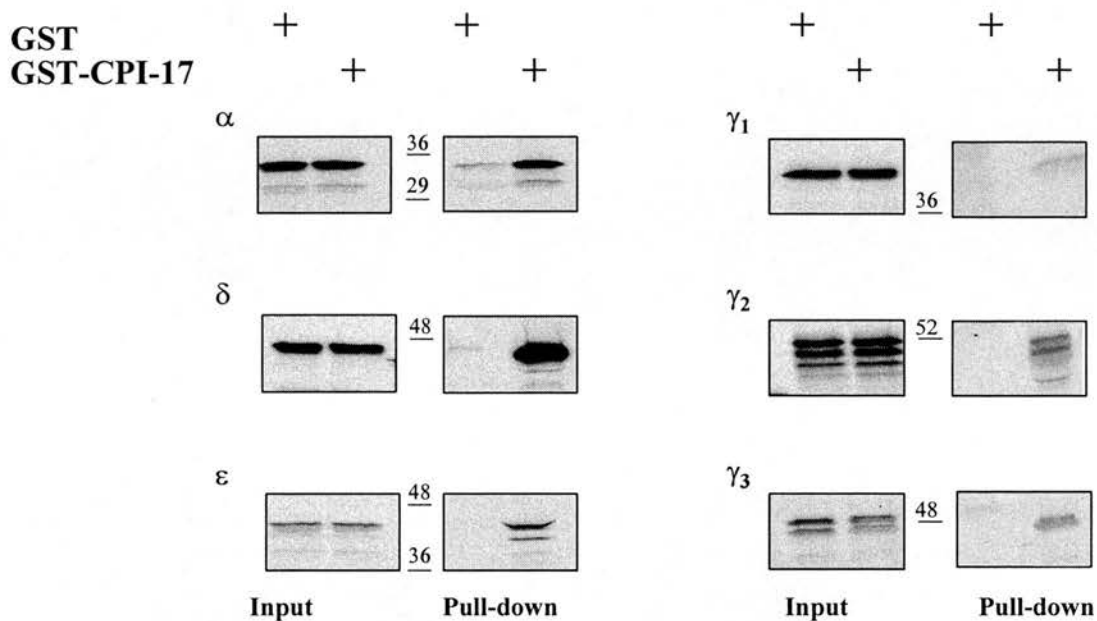 GST + + + +
GST-CPI-17 + + + +
α 36 29 γ₁ 36
δ 48 γ₂ 52
ε 48 36 γ₃ 48
Input Pull-down Input Pull-down